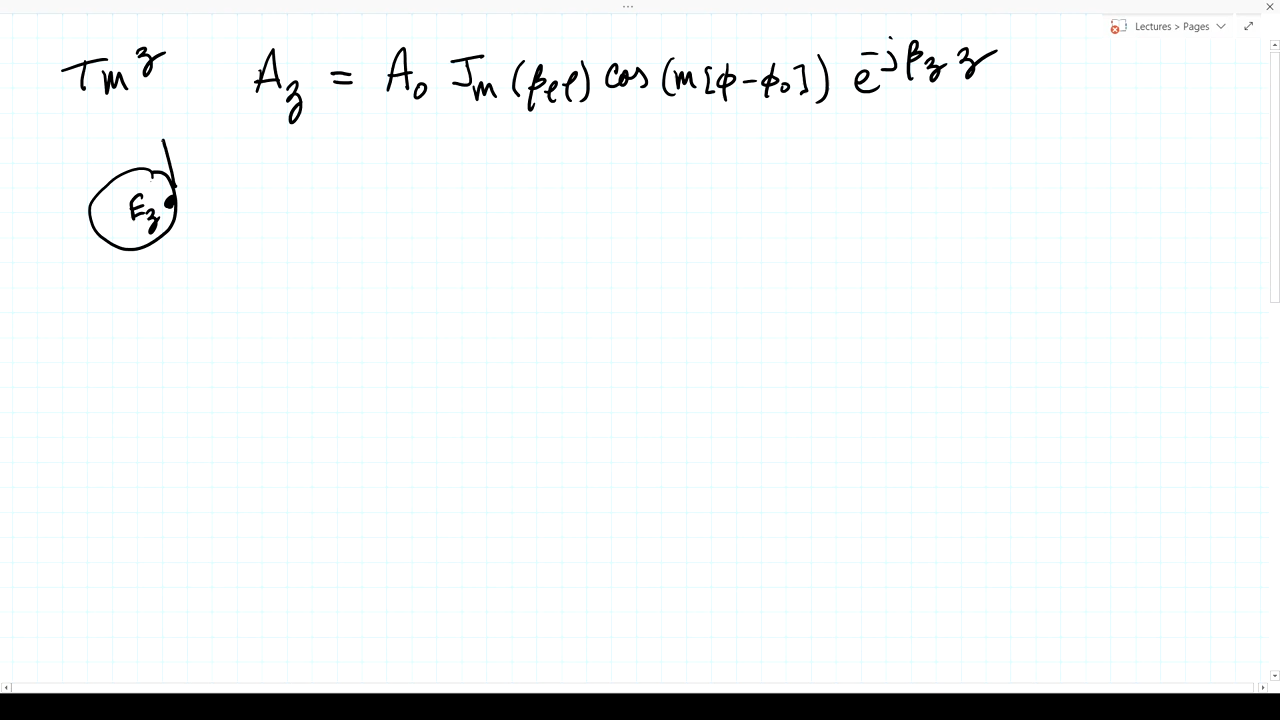 Lectures > Pages
Tm^z A_z = A_0 J_m (β_ρ ρ) cos (m [ϕ - ϕ_0]) e^{-jβ_z z}
E_z